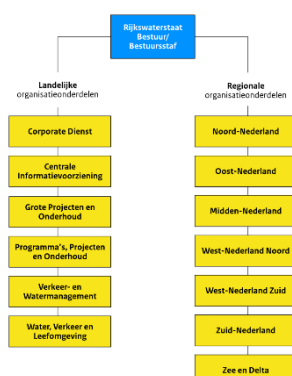 Rijkswaterstaat
Bestuur/
Bestuursstaf
Landelijke
organisatieonderdelen
Corporate Dienst
Centrale
Informatievoorziening
Grote Projecten en
Onderhoud
Programma's, Projecten
en Onderhoud
Verkeer- en
Watermanagement
Water, Verkeer en
Leefomgeving
Regionale
organisatieonderdelen
Noord-Nederland
Oost-Nederland
Midden-Nederland
West-Nederland Noord
West-Nederland Zuid
Zuid-Nederland
Zee en Delta